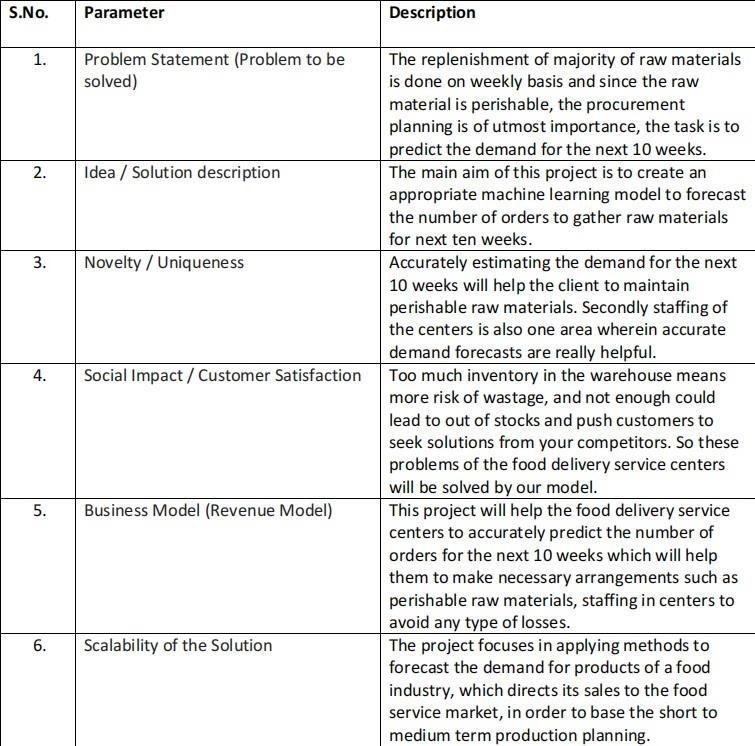 S.No. Parameter Description
1. Problem Statement (Problem to be The replenishment of majority of raw materials
solved) is done on weekly basis and since the raw
material is perishable, the procurement
planning is of utmost importance, the task is to
predict the demand for the next 10 weeks.
2. Idea / Solution description The main aim of this project is to create an
appropriate machine learning model to forecast
the number of orders to gather raw materials
for next ten weeks.
3. Novelty / Uniqueness Accurately estimating the demand for the next
10 weeks will help the client to maintain
perishable raw materials. Secondly staffing of
the centers is also one area wherein accurate
demand forecasts are really helpful.
4. Social Impact / Customer Satisfaction Too much inventory in the warehouse means
more risk of wastage, and not enough could
lead to out of stocks and push customers to
seek solutions from your competitors. So these
problems of the food delivery service centers
will be solved by our model.
5. Business Model (Revenue Model) This project will help the food delivery service
centers to accurately predict the number of
orders for the next 10 weeks which will help
them to make necessary arrangements such as
perishable raw materials, staffing in centers to
avoid any type of losses.
6. Scalability of the Solution The project focuses in applying methods to
forecast the demand for products of a food
industry, which directs its sales to the food
service market, in order to base the short to
medium term production planning.